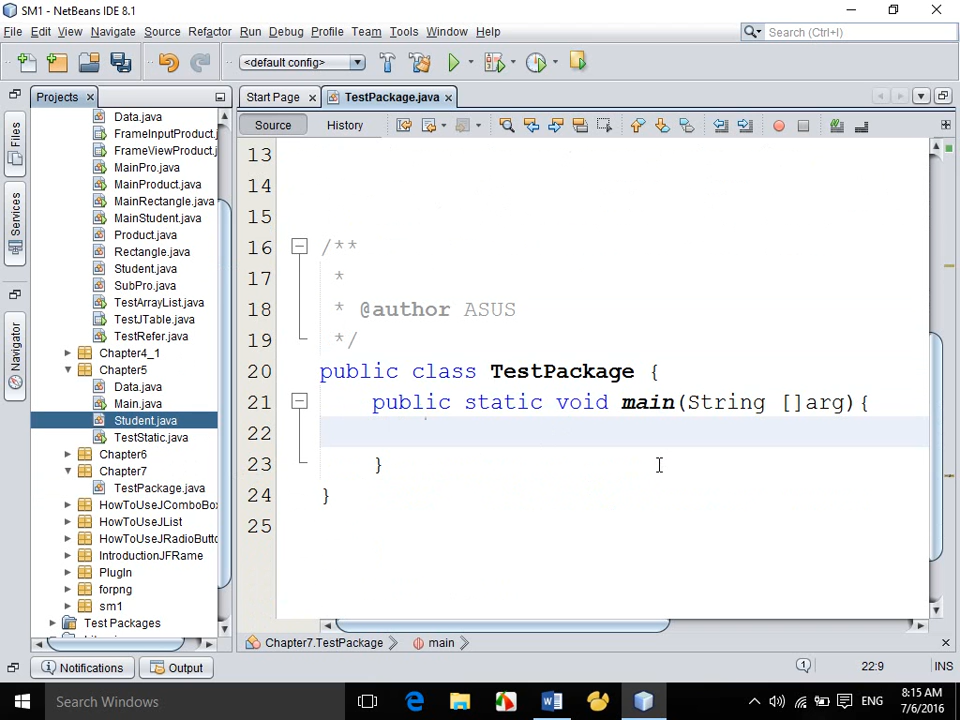 SM1 - NetBeans IDE 8.1
File Edit View Navigate Source Refactor Run Debug Profile Team Tools Window Help
Search (Ctrl+I)
<default config>
Projects
Start Page
TestPackage.java
Source
History
Files
Services
Navigator
Data.java
FrameInputProduct.j
FrameViewProduct.j
MainPro.java
MainProduct.java
MainRectangle.java
MainStudent.java
Product.java
Rectangle.java
Student.java
SubPro.java
TestArrayList.java
TestJTable.java
TestRefer.java
Chapter4_1
Chapter5
Data.java
Main.java
Student.java
TestStatic.java
Chapter6
Chapter7
TestPackage.java
HowToUseJComboBo
HowToUseJList
HowToUseJRadioButto
IntroductionJFRame
PlugIn
forpng
sm1
Test Packages
13
14
15
16 /**
17 *
18 * @author ASUS
19 */
20 public class TestPackage {
21 public static void main(String []arg){
22
23 }
24 }
25
Chapter7.TestPackage
main
Notifications
Output
1
22:9
INS
Search Windows
ENG
8:15 AM
7/6/2016